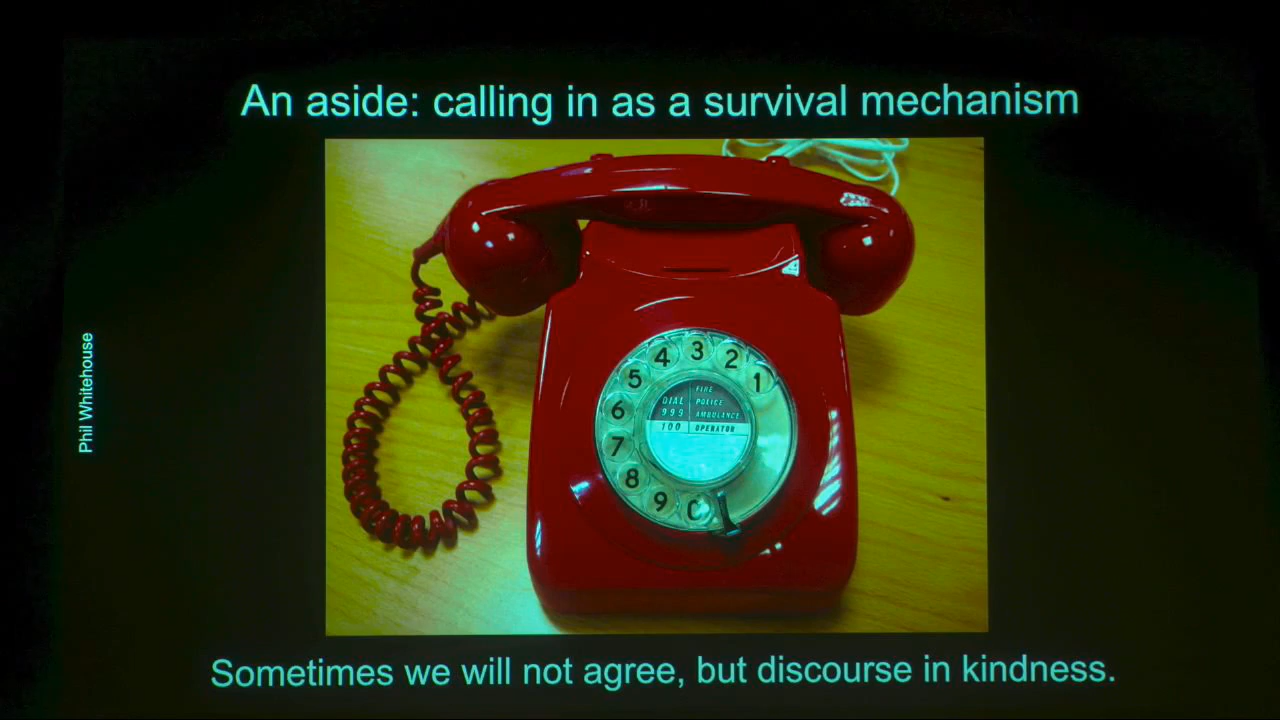 An aside: calling in as a survival mechanism
Phil Whitehouse
4 3 2 1
5
6
7
8
9 0
DIAL
999
FIRE
POLICE
AMBULANCE
100 OPERATOR
Sometimes we will not agree, but discourse in kindness.